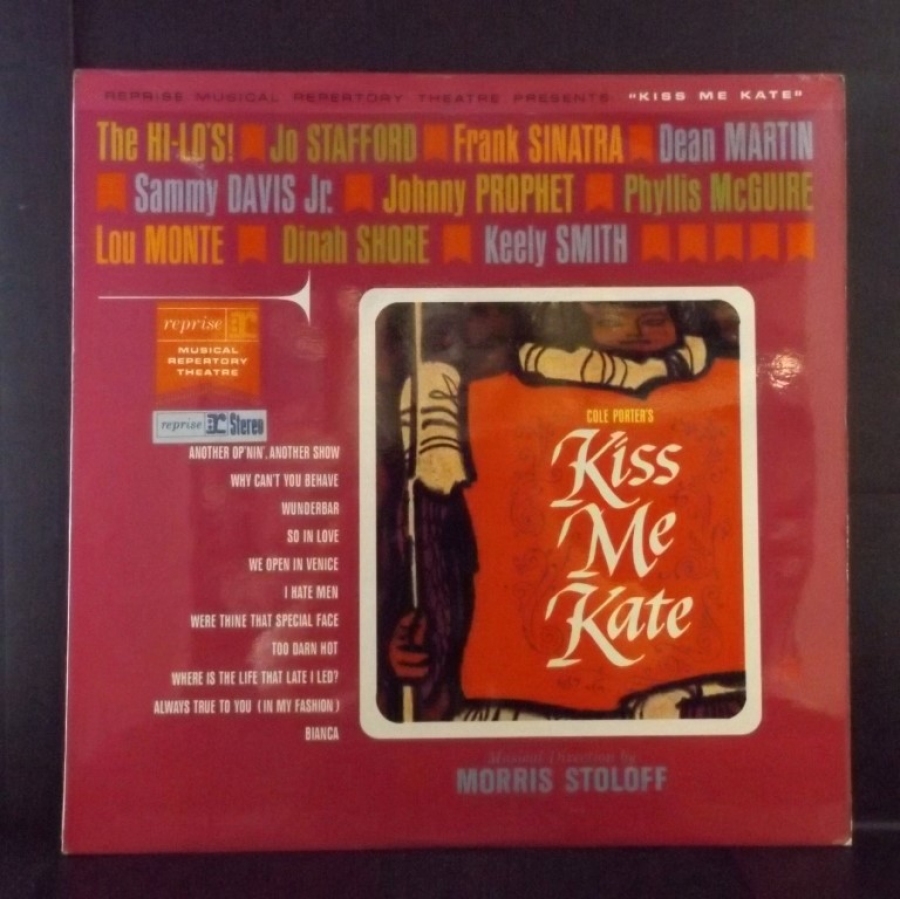 REPRISE MUSICAL REPERTORY THEATRE PRESENTS "KISS ME KATE"
The HI-LO'S! Jo STAFFORD Frank SINATRA Dean MARTIN
Sammy DAVIS Jr. Johnny PROPHET Phyllis McGUIRE
Lou MONTE Dinah SHORE Keely SMITH
reprise R
MUSICAL
REPERTORY
THEATRE
reprise R Stereo
ANOTHER OP'NIN', ANOTHER SHOW
WHY CAN'T YOU BEHAVE
WUNDERBAR
SO IN LOVE
WE OPEN IN VENICE
I HATE MEN
WERE THINE THAT SPECIAL FACE
TOO DARN HOT
WHERE IS THE LIFE THAT LATE I LED?
ALWAYS TRUE TO YOU (IN MY FASHION)
BIANCA
COLE PORTER'S
Kiss
Me
Kate
Musical Direction by
MORRIS STOLOFF